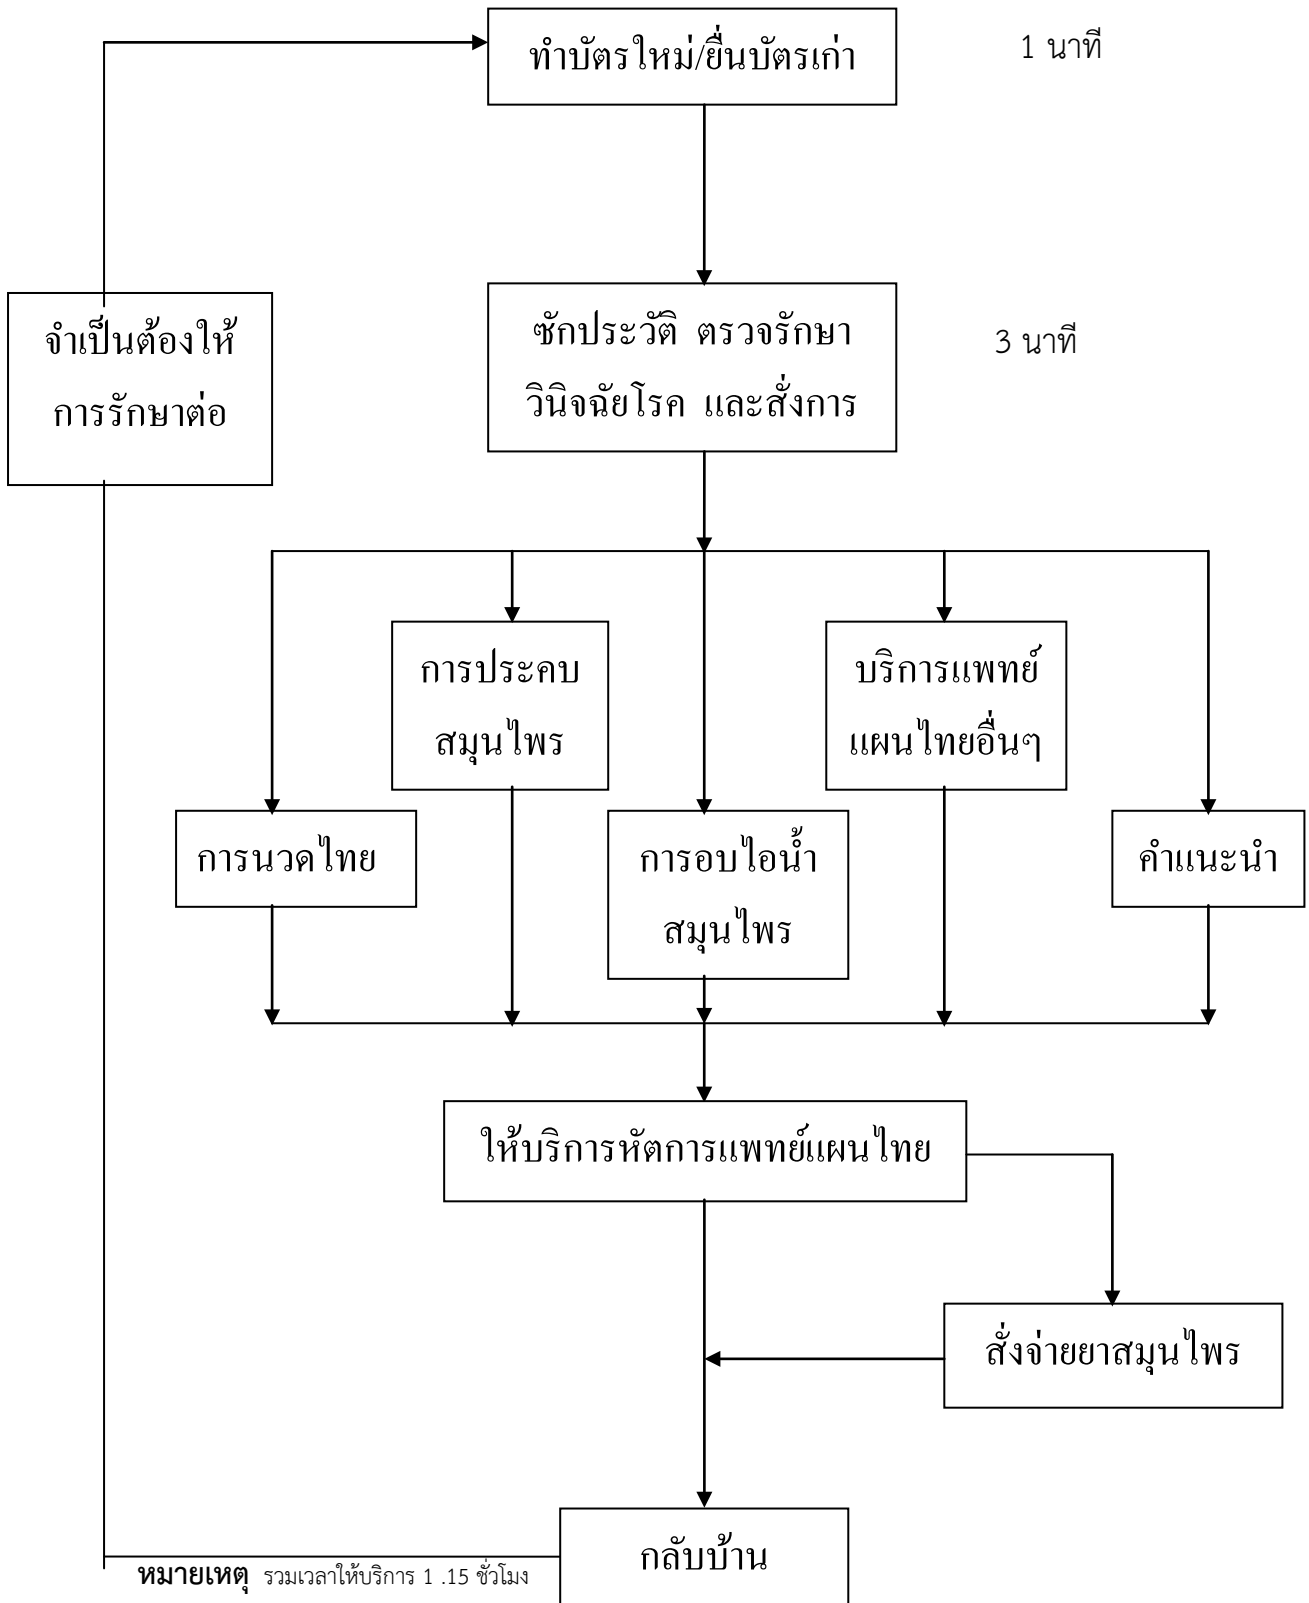 ทำบัตรใหม่/ยื่นบัตรเก่า
1 นาที
จำเป็นต้องให้
การรักษาต่อ
ซักประวัติ ตรวจรักษา
วินิจฉัยโรค และสั่งการ
3 นาที
การประคบ
สมุนไพร
บริการแพทย์
แผนไทยอื่นๆ
การนวดไทย
การอบไอน้ำ
สมุนไพร
คำแนะนำ
ให้บริการหัตการแพทย์แผนไทย
สั่งจ่ายยาสมุนไพร
กลับบ้าน
หมายเหตุ รวมเวลาให้บริการ 1 .15 ชั่วโมง